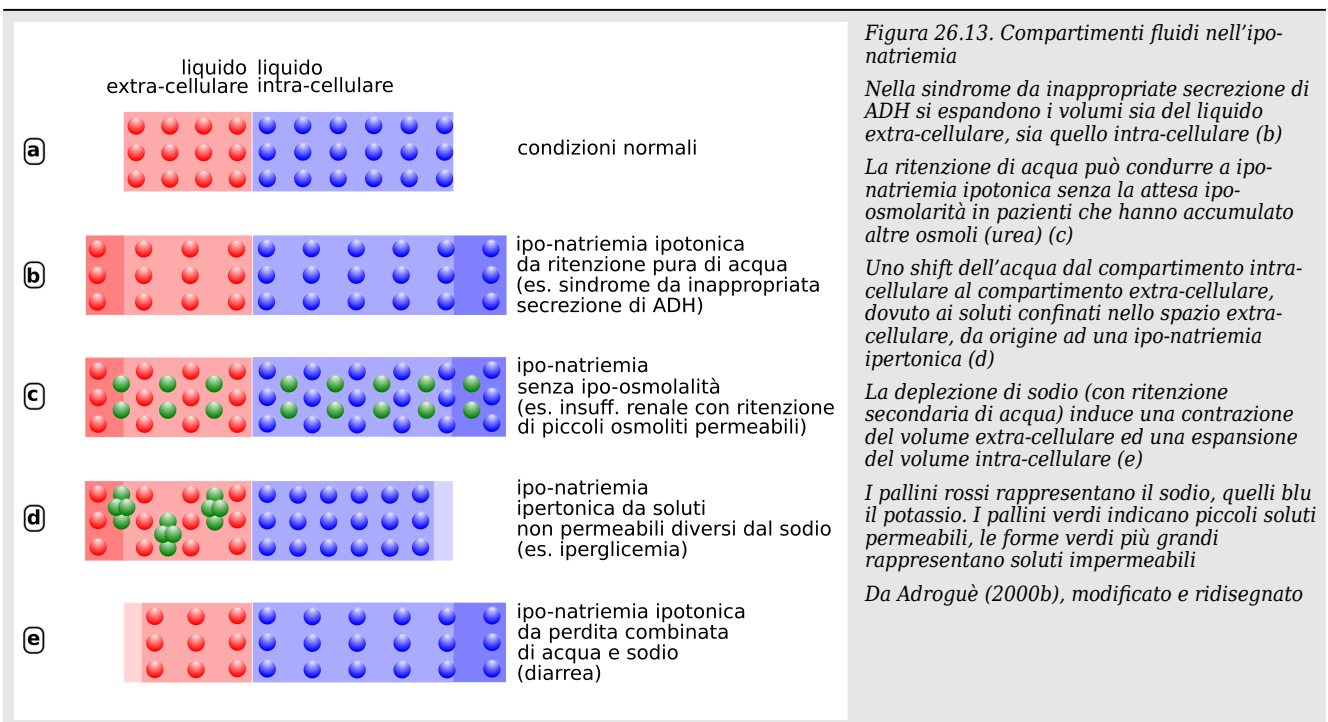 liquido liquido
extra-cellulare intra-cellulare
a
condizioni normali
b
ipo-natriemia ipotonica
da ritenzione pura di acqua
(es. sindrome da inappropriata
secrezione di ADH)
c
ipo-natriemia
senza ipo-osmolalità
(es. insuff. renale con ritenzione
di piccoli osmoliti permeabili)
d
ipo-natriemia
ipertonica da soluti
non permeabili diversi dal sodio
(es. iperglicemia)
e
ipo-natriemia ipotonica
da perdita combinata
di acqua e sodio
(diarrea)
Figura 26.13. Compartimenti fluidi nell'ipo-
natriemia
Nella sindrome da inappropriate secrezione di
ADH si espandono i volumi sia del liquido
extra-cellulare, sia quello intra-cellulare (b)
La ritenzione di acqua può condurre a ipo-
natriemia ipotonica senza la attesa ipo-
osmolarità in pazienti che hanno accumulato
altre osmoli (urea) (c)
Uno shift dell'acqua dal compartimento intra-
cellulare al compartimento extra-cellulare,
dovuto ai soluti confinati nello spazio extra-
cellulare, da origine ad una ipo-natriemia
ipertonica (d)
La deplezione di sodio (con ritenzione
secondaria di acqua) induce una contrazione
del volume extra-cellulare ed una espansione
del volume intra-cellulare (e)
I pallini rossi rappresentano il sodio, quelli blu
il potassio. I pallini verdi indicano piccoli soluti
permeabili, le forme verdi più grandi
rappresentano soluti impermeabili
Da Adroguè (2000b), modificato e ridisegnato